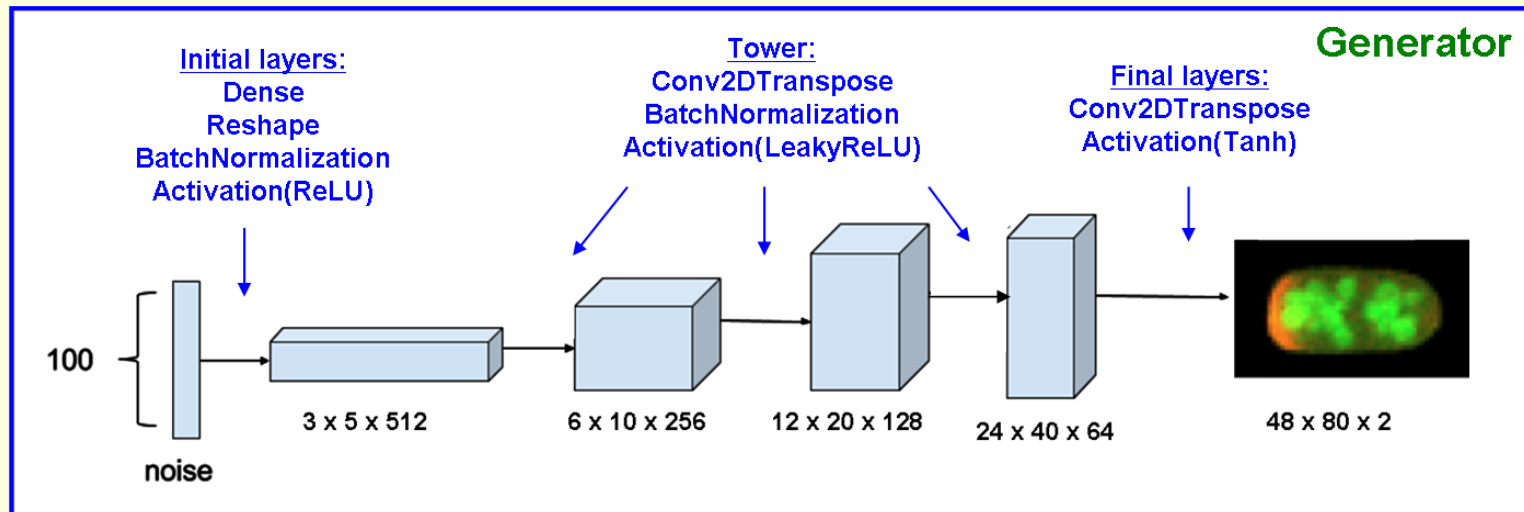 Generator
Initial layers:
Dense
Reshape
BatchNormalization
Activation(ReLU)
Tower:
Conv2DTranspose
BatchNormalization
Activation(LeakyReLU)
Final layers:
Conv2DTranspose
Activation(Tanh)
100
noise
3 x 5 x 512
6 x 10 x 256
12 x 20 x 128
24 x 40 x 64
48 x 80 x 2